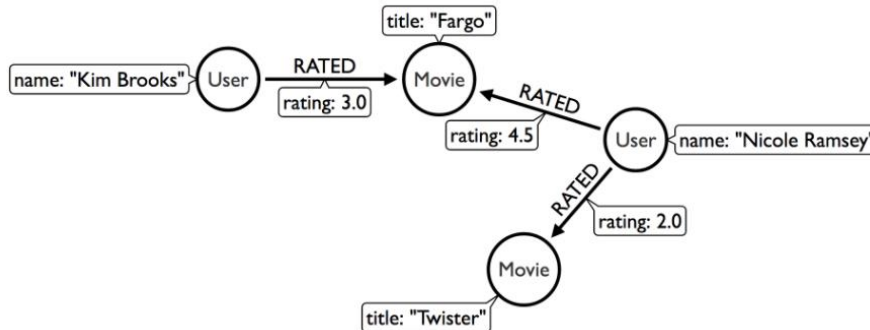 title: "Fargo"
name: "Kim Brooks"
User
RATED
rating: 3.0
Movie
RATED
rating: 4.5
User
name: "Nicole Ramsey"
RATED
rating: 2.0
Movie
title: "Twister"